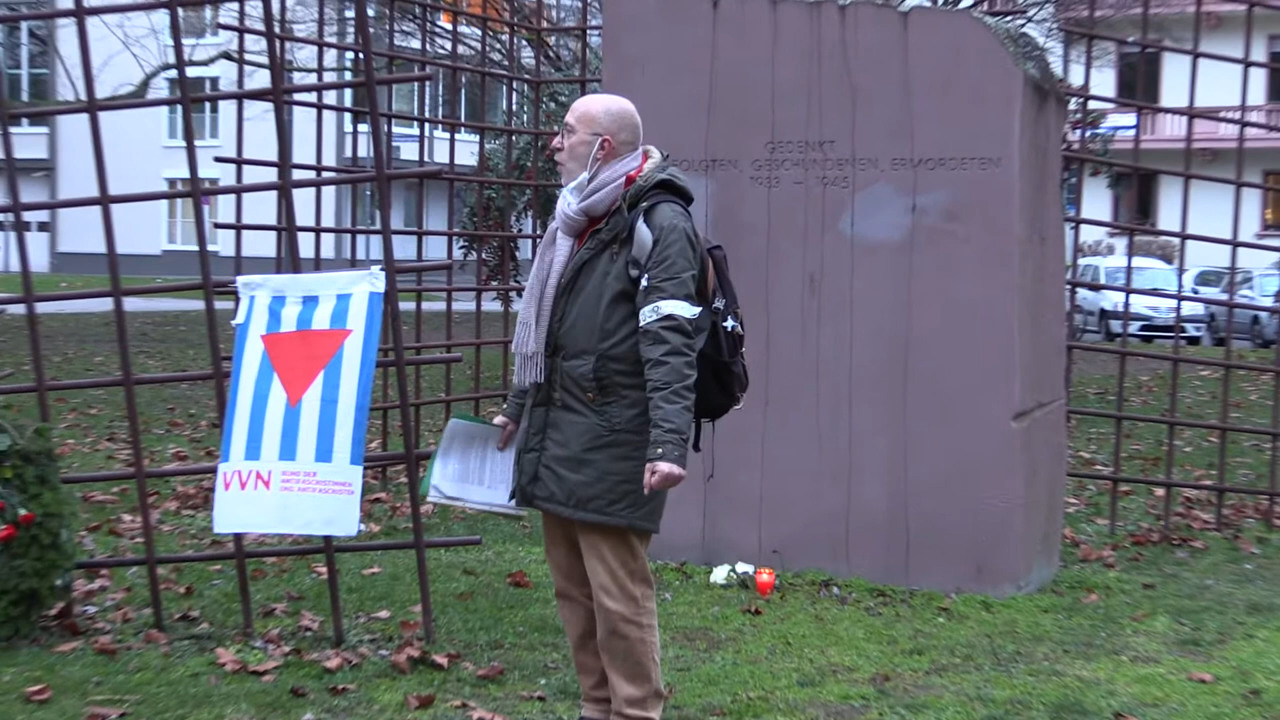 GEDENKT
FOLGTEN, GESCHUNDENEN, ERMORDETEN
1933 – 1945
VVN
BUND DER
ANTIFASCHISTINNEN
UND ANTIFASCHISTEN